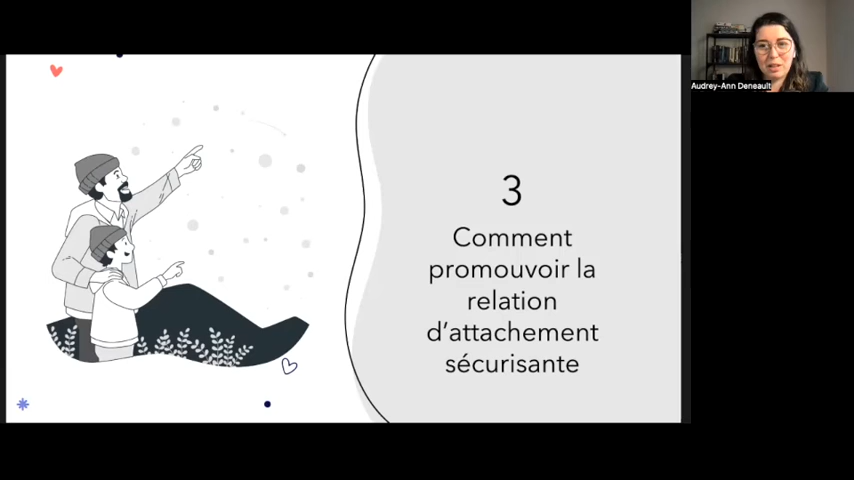 Audrey-Ann Deneault
3
Comment
promouvoir la
relation
d'attachement
sécurisante